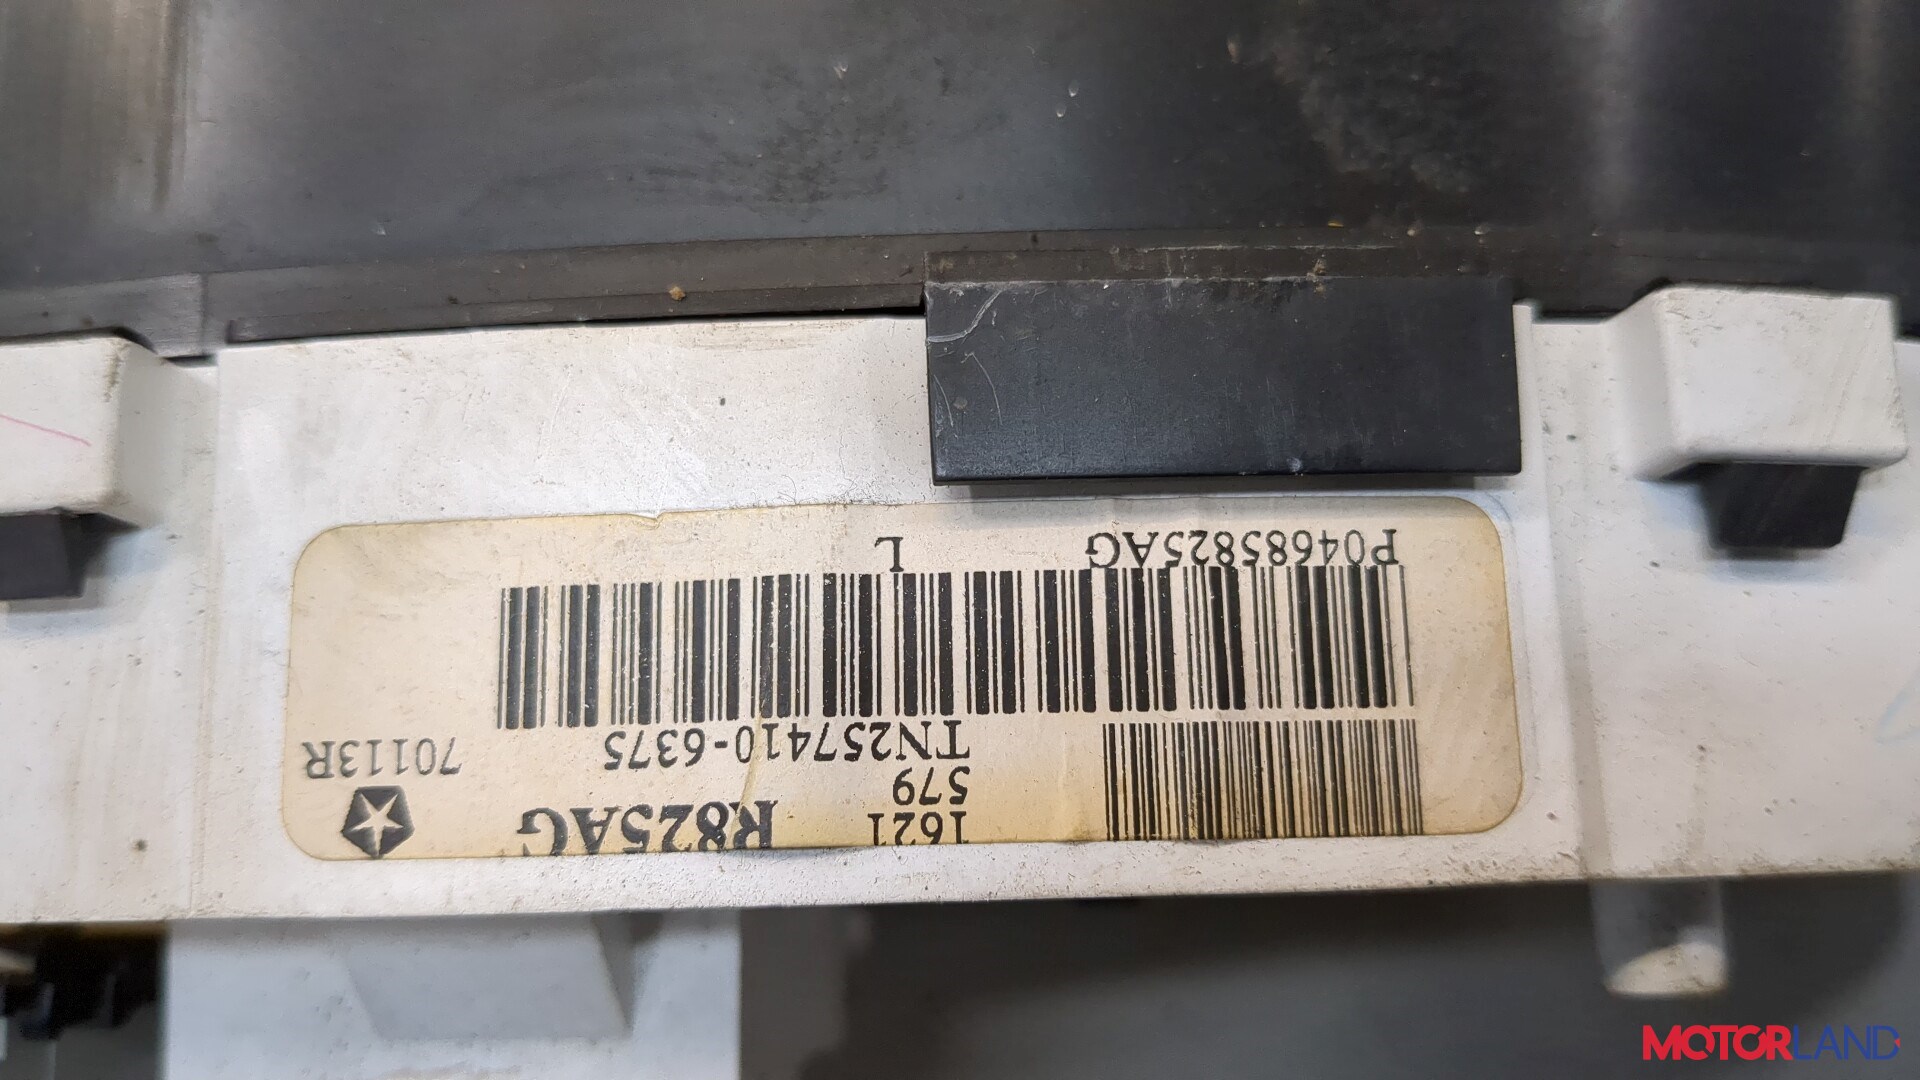 R825AG
1621
579
70113R
TN257410-6375
P04685825AG L
MOTORLAND